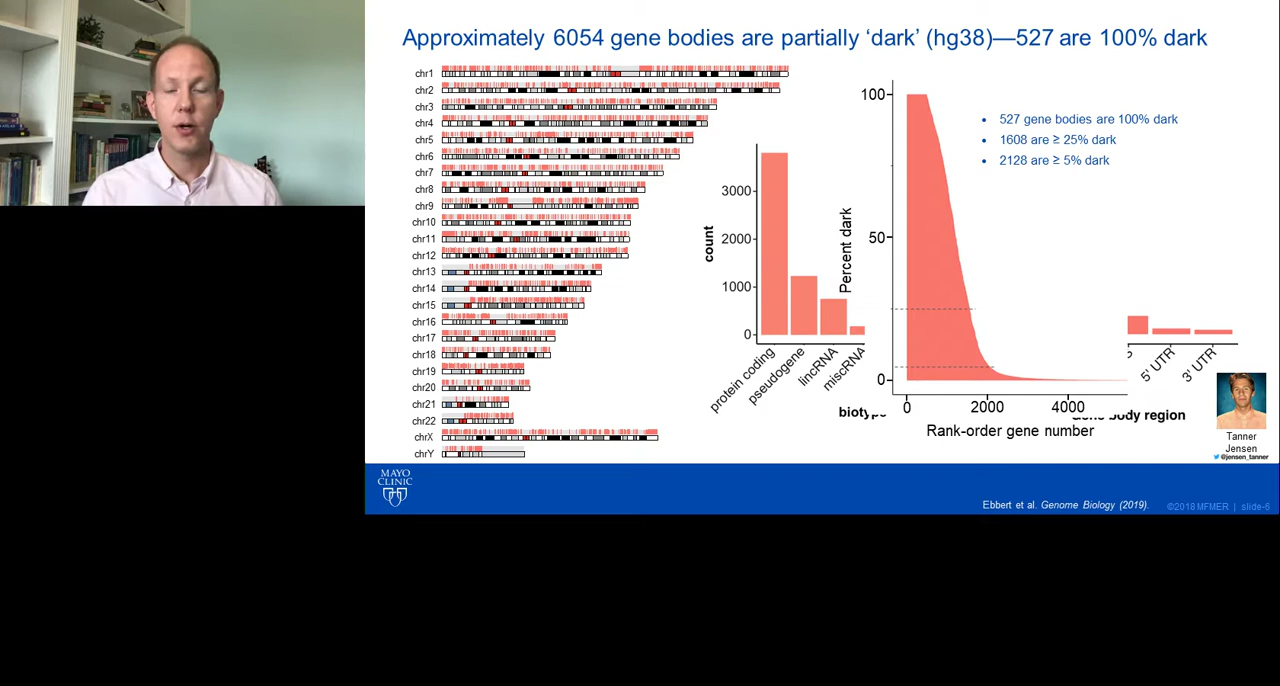 Approximately 6054 gene bodies are partially ‘dark’ (hg38)—527 are 100% dark
chr1
chr2
chr3
chr4
chr5
chr6
chr7
chr8
chr9
chr10
chr11
chr12
chr13
chr14
chr15
chr16
chr17
chr18
chr19
chr20
chr21
chr22
chrX
chrY
count
3000
2000
1000
0
protein coding
pseudogene
lincRNA
miscRNA
biotype
Percent dark
100
50
0
0 2000 4000
Rank-order gene number
• 527 gene bodies are 100% dark
• 1608 are ≥ 25% dark
• 2128 are ≥ 5% dark
5' UTR
3' UTR
body region
Tanner
Jensen
@jensen_tanner
MAYO
CLINIC
Ebbert et al. Genome Biology (2019).
©2018 MFMER | slide-6